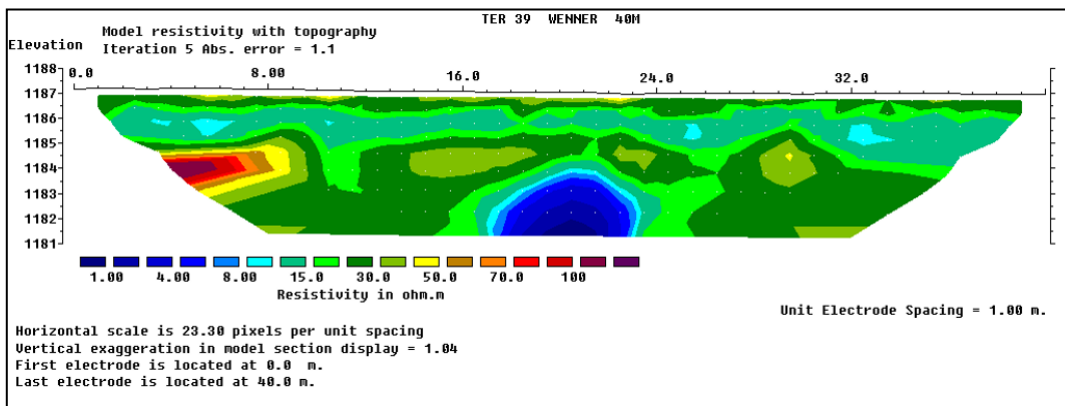 TER 39 WENNER 40M
Model resistivity with topography
Elevation
Iteration 5 Abs. error = 1.1
0.0 8.00 16.0 24.0 32.0
1188
1187
1186
1185
1184
1183
1182
1181
1.00 4.00 8.00 15.0 30.0 50.0 70.0 100
Resistivity in ohm.m
Unit Electrode Spacing = 1.00 m.
Horizontal scale is 23.30 pixels per unit spacing
Vertical exaggeration in model section display = 1.04
First electrode is located at 0.0 m.
Last electrode is located at 40.0 m.